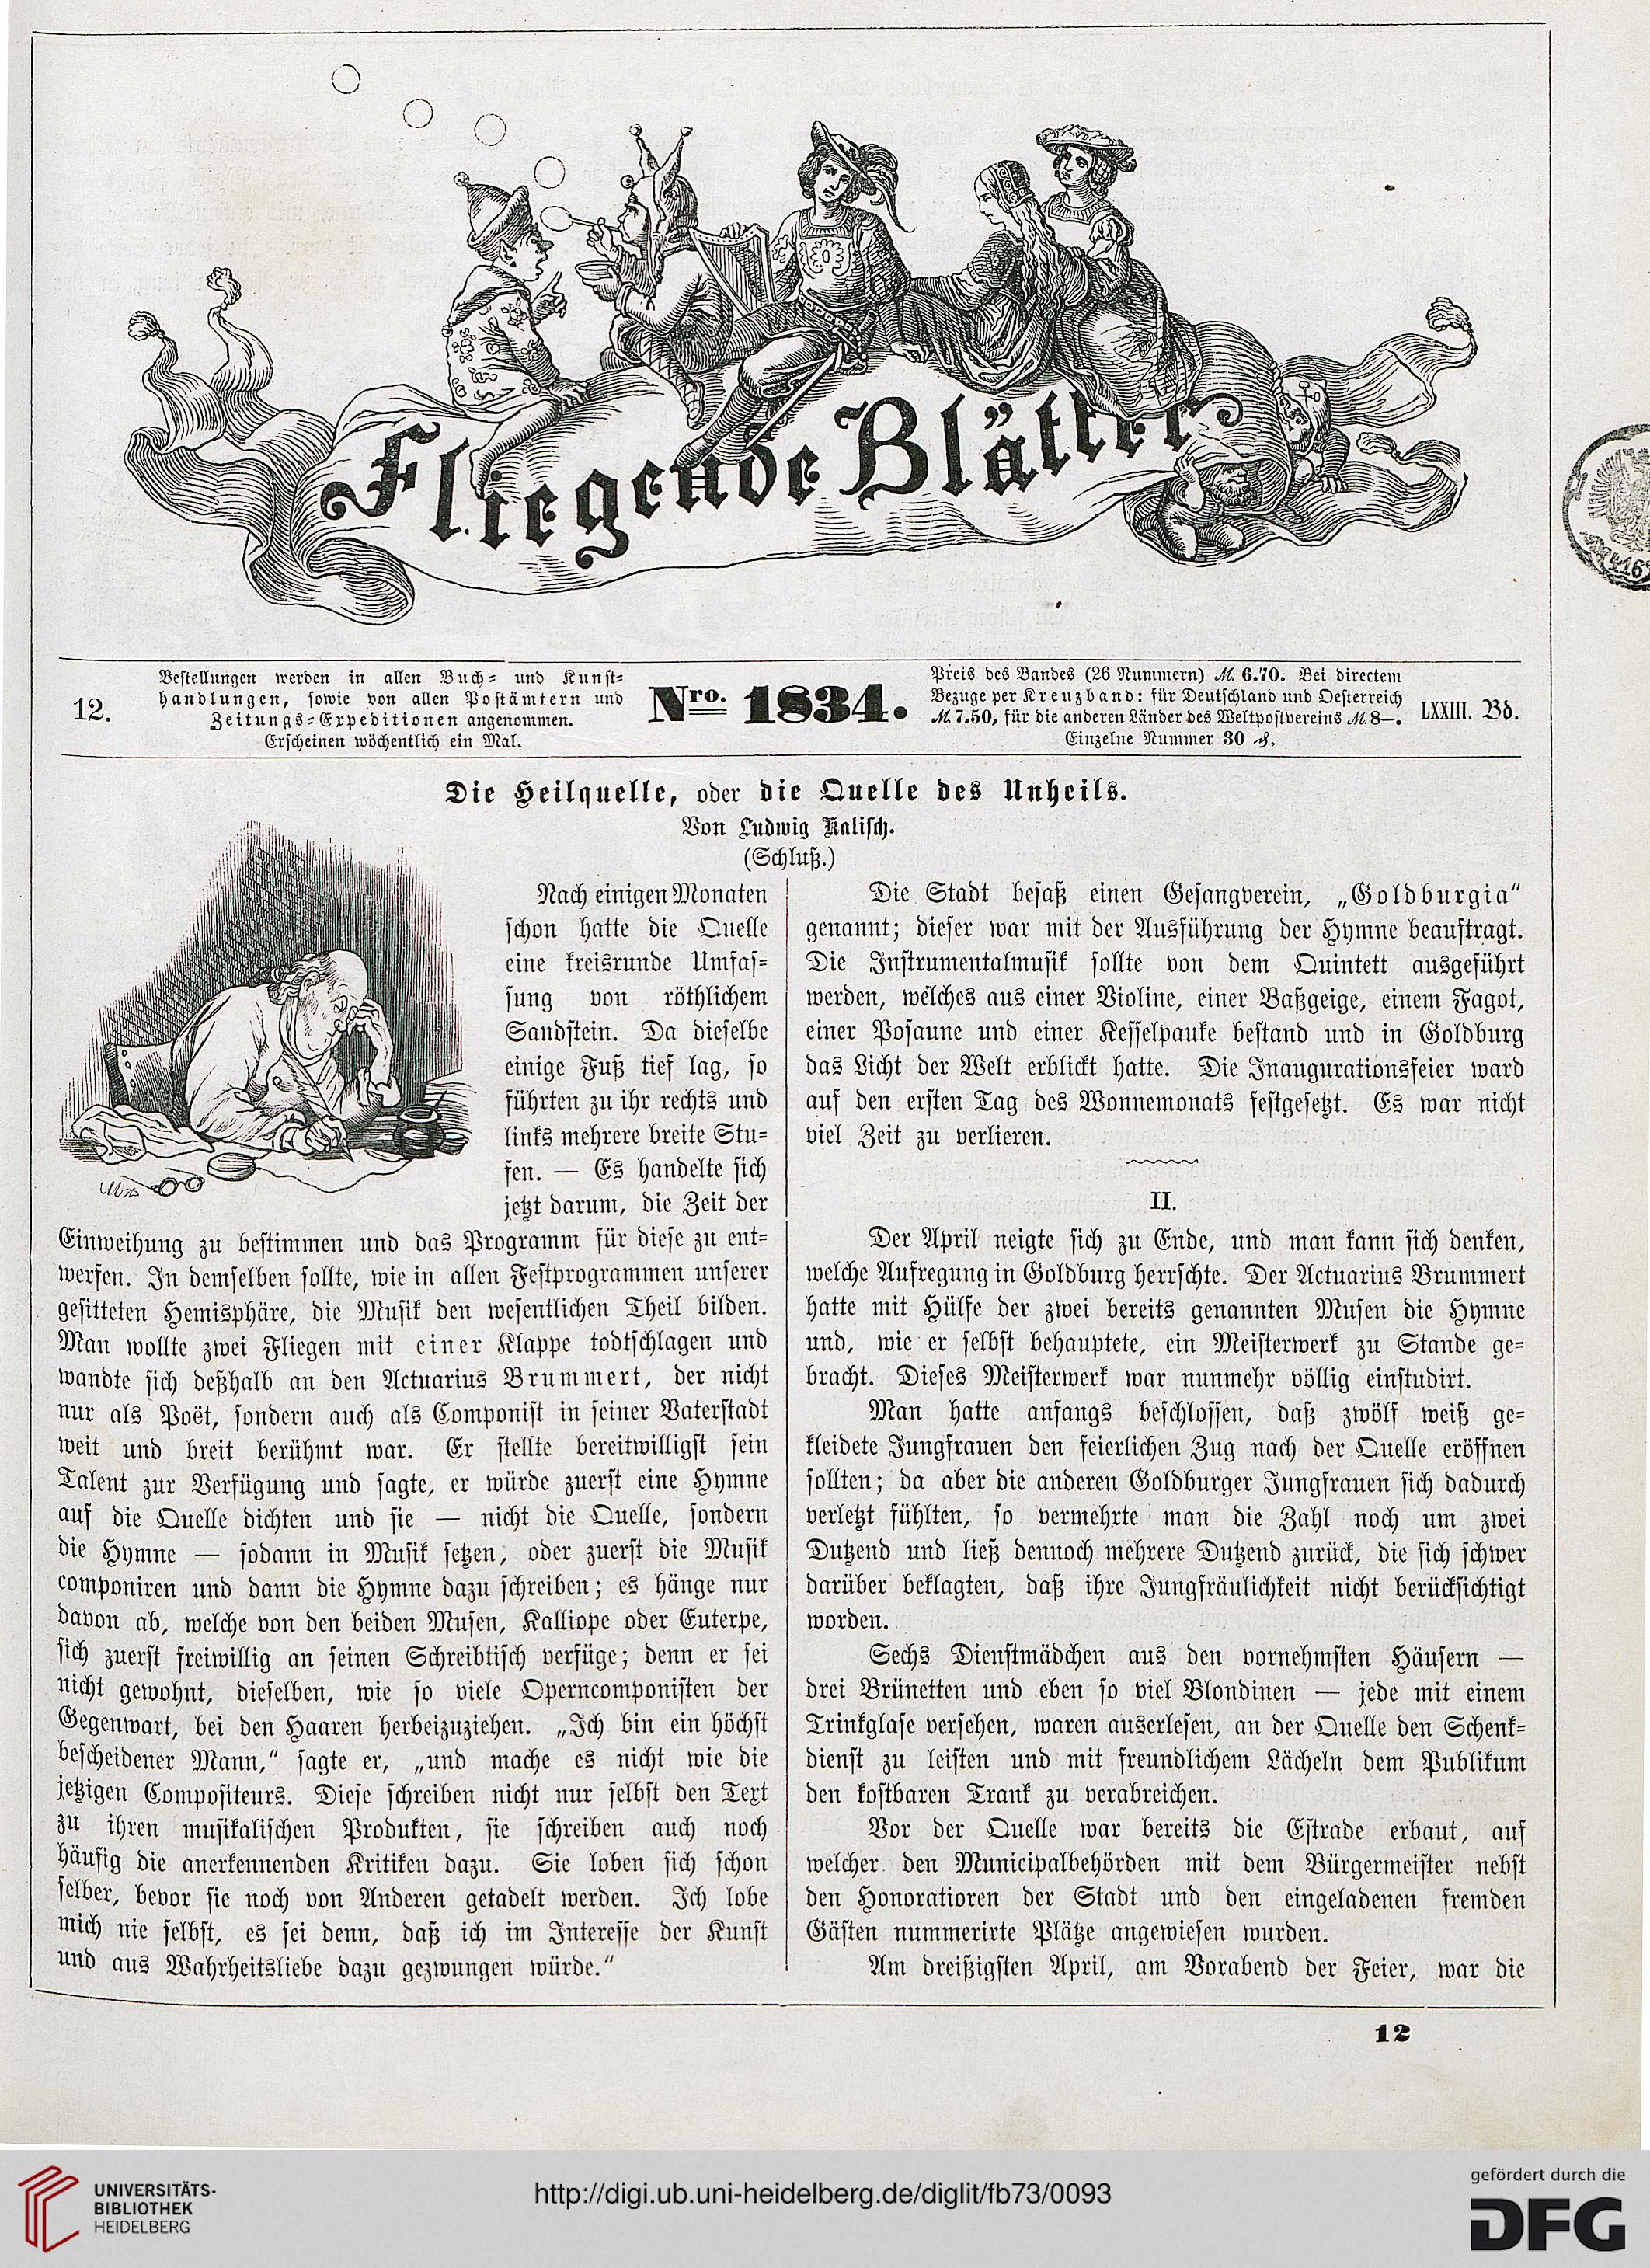 Fliegende Blätter
12.
Bestellungen werden in allen Buch- und Kunst-
handlungen, sowie von allen Postämtern und
Zeitungs-Expeditionen angenommen.
Erscheinen wöchentlich ein Mal.
Nro. 1834.
Preis des Bandes (26 Nummern) ℳ. 6.70. Bei directem
Bezuge per Kreuzband: für Deutschland und Oesterreich
ℳ. 7.50, für die anderen Länder des Weltpostvereins ℳ. 8–.
Einzelne Nummer 30 ₰.
LXXIII. Bd.
Die Heilquelle, oder die Quelle des Unheils.
Von Ludwig Kalisch.
(Schluß.)
Nach einigen Monaten
schon hatte die Quelle
eine kreisrunde Umfas-
sung von röthlichem
Sandstein. Da dieselbe
einige Fuß tief lag, so
führten zu ihr rechts und
links mehrere breite Stu-
fen. — Es handelte sich
jetzt darum, die Zeit der
Einweihung zu bestimmen und das Programm für diese zu ent-
werfen. In demselben sollte, wie in allen Festprogrammen unserer
gesitteten Hemisphäre, die Musik den wesentlichen Theil bilden.
Man wollte zwei Fliegen mit einer Klappe todtschlagen und
wandte sich deßhalb an den Actuarius Brummert, der nicht
nur als Poët, sondern auch als Componist in seiner Vaterstadt
weit und breit berühmt war. Er stellte bereitwilligst sein
Talent zur Verfügung und sagte, er würde zuerst eine Hymne
auf die Quelle dichten und sie — nicht die Quelle, sondern
die Hymne — sodann in Musik setzen, oder zuerst die Musik
componiren und dann die Hymne dazu schreiben; es hänge nur
davon ab, welche von den beiden Musen, Kalliope oder Euterpe,
sich zuerst freiwillig an seinen Schreibtisch verfüge; denn er sei
nicht gewohnt, dieselben, wie so viele Operncomponisten der
Gegenwart, bei den Haaren herbeizuziehen. „Ich bin ein höchst
bescheidener Mann,“ sagte er, „und mache es nicht wie die
jetzigen Compositeurs. Diese schreiben nicht nur selbst den Text
zu ihren musikalischen Produkten, sie schreiben auch noch
häufig die anerkennenden Kritiken dazu. Sie loben sich schon
selber, bevor sie noch von Anderen getadelt werden. Ich lobe
mich nie selbst, es sei denn, daß ich im Interesse der Kunst
und aus Wahrheitsliebe dazu gezwungen würde.“
Die Stadt besaß einen Gesangverein, „Goldburgia“
genannt; dieser war mit der Ausführung der Hymne beauftragt.
Die Instrumentalmusik sollte von dem Quintett ausgeführt
werden, welches aus einer Violine, einer Baßgeige, einem Fagot,
einer Posaune und einer Kesselpauke bestand und in Goldburg
das Licht der Welt erblickt hatte. Die Inaugurationsfeier ward
auf den ersten Tag des Wonnemonats festgesetzt. Es war nicht
viel Zeit zu verlieren.
II.
Der April neigte sich zu Ende, und man kann sich denken,
welche Aufregung in Goldburg herrschte. Der Actuarius Brummert
hatte mit Hülfe der zwei bereits genannten Musen die Hymne
und, wie er selbst behauptete, ein Meisterwerk zu Stande ge-
bracht. Dieses Meisterwerk war nunmehr völlig einstudirt.
Man hatte anfangs beschlossen, daß zwölf weiß ge-
kleidete Jungfrauen den feierlichen Zug nach der Quelle eröffnen
sollten; da aber die anderen Goldburger Jungfrauen sich dadurch
verletzt fühlten, so vermehrte man die Zahl noch um zwei
Dutzend und ließ dennoch mehrere Dutzend zurück, die sich schwer
darüber beklagten, daß ihre Jungfräulichkeit nicht berücksichtigt
worden.
Sechs Dienstmädchen aus den vornehmsten Häusern —
drei Brünetten und eben so viel Blondinen — jede mit einem
Trinkglase versehen, waren auserlesen, an der Quelle den Schenk-
dienst zu leisten und mit freundlichem Lächeln dem Publikum
den kostbaren Trank zu verabreichen.
Vor der Quelle war bereits die Estrade erbaut, auf
welcher den Municipalbehörden mit dem Bürgermeister nebst
den Honoratioren der Stadt und den eingeladenen fremden
Gästen nummerirte Plätze angewiesen wurden.
Am dreißigsten April, am Vorabend der Feier, war die
12
UNIVERSITÄTS-
BIBLIOTHEK
HEIDELBERG
http://digi.ub.uni-heidelberg.de/diglit/fb73/0093
gefördert durch die
DFG